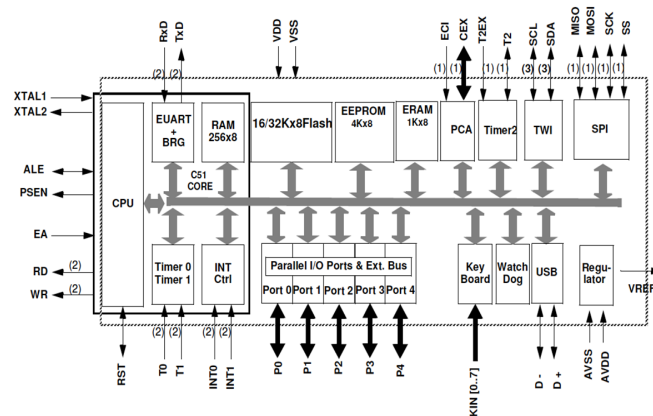 RxD
TxD
VDD
VSS
ECI
CEX
T2EX
T2
SCL
SDA
MISO
MOSI
SCK
SS
(2) (2)
(1) (1) (1) (1) (3) (3) (1) (1) (1) (1)
XTAL1
XTAL2
ALE
PSEN
EA
RD (2)
WR (2)
CPU
EUART
+
BRG
RAM
256x8
C51
CORE
16/32Kx8Flash
EEPROM
4Kx8
ERAM
1Kx8
PCA
Timer2
TWI
SPI
Timer 0
Timer 1
INT
Ctrl
Parallel I/O Ports & Ext. Bus
Port 0 Port 1 Port 2 Port 3 Port 4
Key
Board
Watch
Dog
USB
Regu-
lator
VREF
(2) (2) (2) (2)
RST
T0
T1
INT0
INT1
P0
P1
P2
P3
P4
KIN [0..7]
D -
D +
AVSS
AVDD